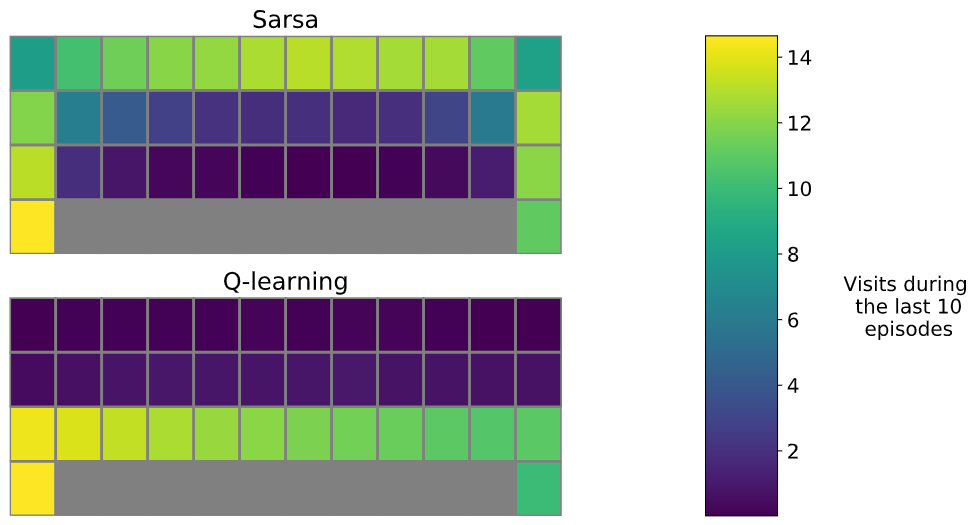 Sarsa
Q-learning
14
12
10
8
6
4
2
Visits during
the last 10
episodes